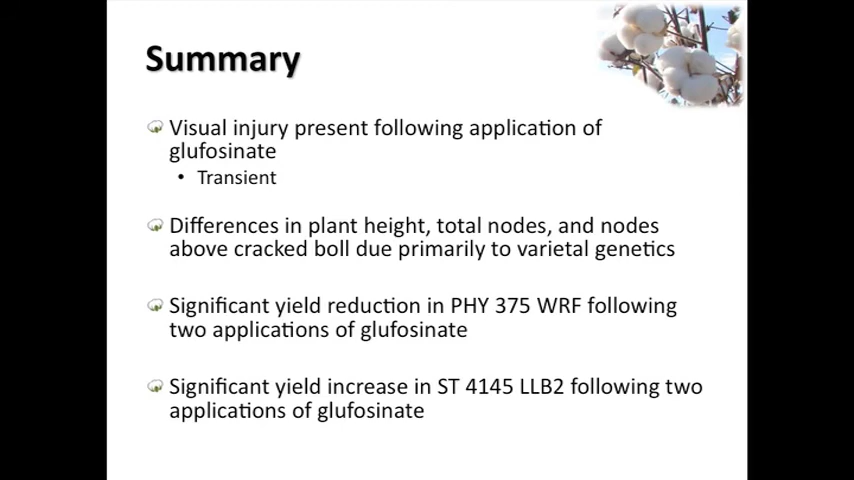 Summary
Visual injury present following application of
glufosinate
• Transient
Differences in plant height, total nodes, and nodes
above cracked boll due primarily to varietal genetics
Significant yield reduction in PHY 375 WRF following
two applications of glufosinate
Significant yield increase in ST 4145 LLB2 following two
applications of glufosinate